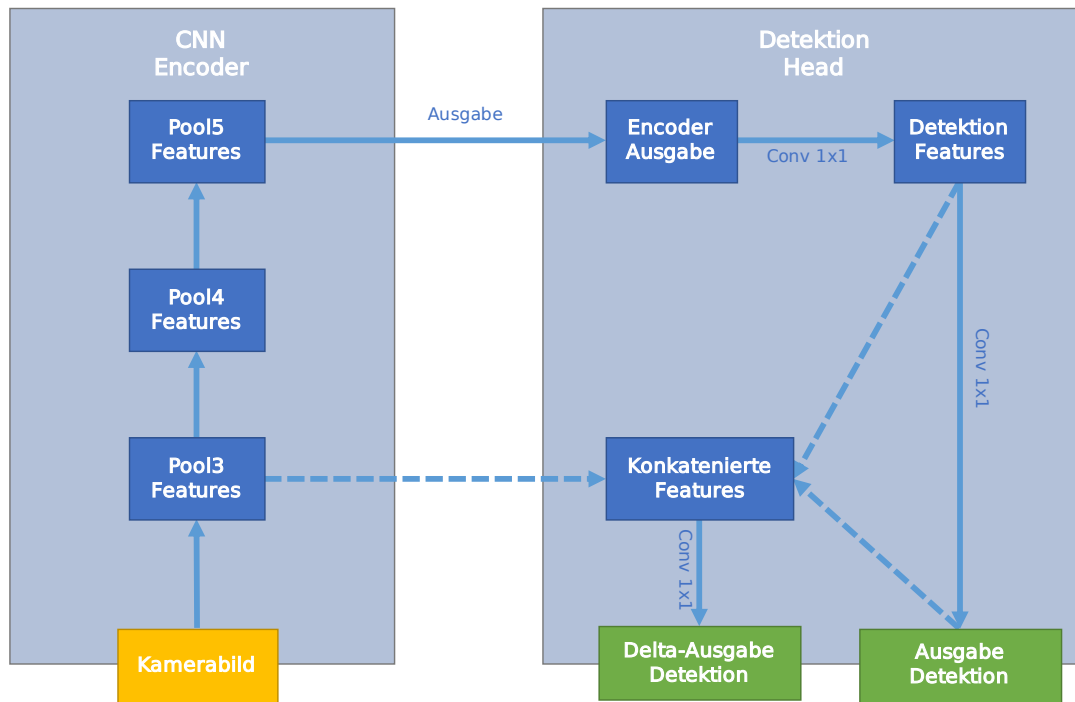 CNN
Encoder
Pool5
Features
Pool4
Features
Pool3
Features
Kamerabild
Ausgabe
Detektion
Head
Encoder
Ausgabe
Conv 1x1
Detektion
Features
Conv 1x1
Konkatenierte
Features
Conv 1x1
Delta-Ausgabe
Detektion
Ausgabe
Detektion